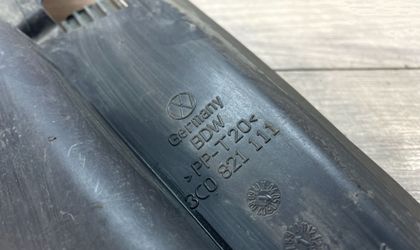 Germany
BDW
>PP-T20<
3C0 821 111